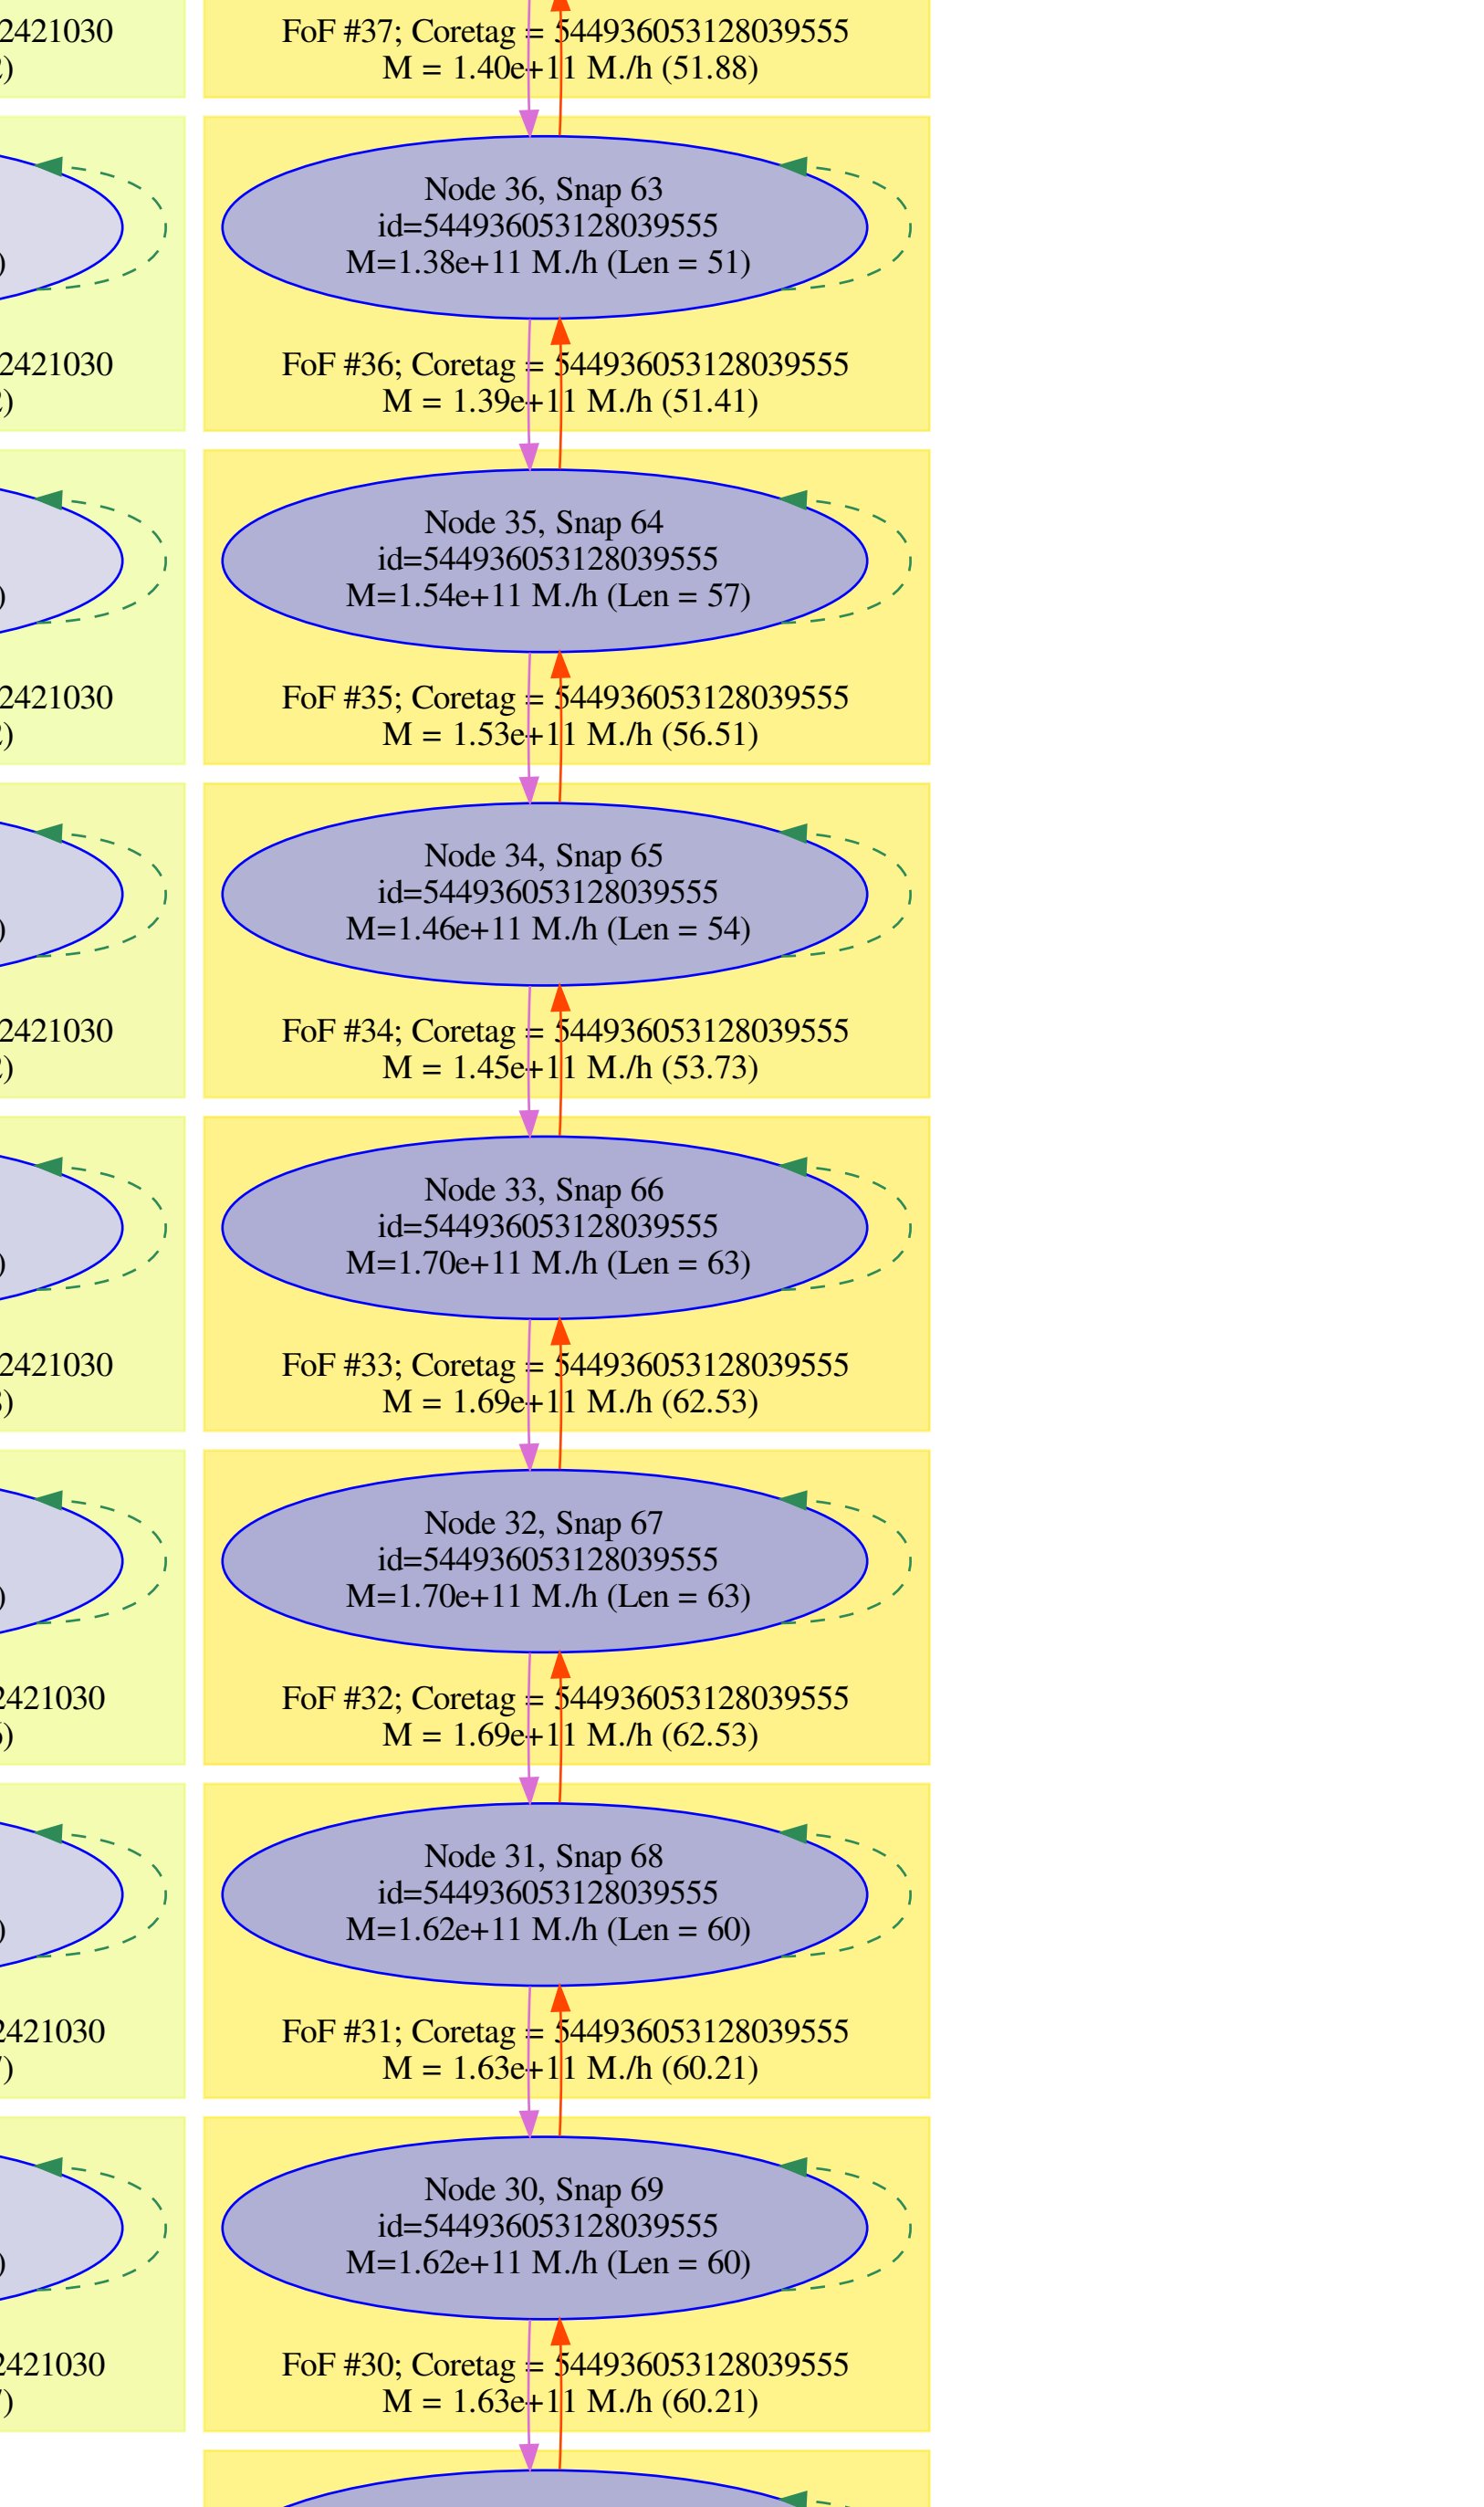 2421030
FoF #37; Coretag = 544936053128039555
M = 1.40e+11 M./h (51.88)
Node 36, Snap 63
id=544936053128039555
M=1.38e+11 M./h (Len = 51)
2421030
FoF #36; Coretag = 544936053128039555
M = 1.39e+11 M./h (51.41)
Node 35, Snap 64
id=544936053128039555
M=1.54e+11 M./h (Len = 57)
2421030
FoF #35; Coretag = 544936053128039555
M = 1.53e+11 M./h (56.51)
Node 34, Snap 65
id=544936053128039555
M=1.46e+11 M./h (Len = 54)
2421030
FoF #34; Coretag = 544936053128039555
M = 1.45e+11 M./h (53.73)
Node 33, Snap 66
id=544936053128039555
M=1.70e+11 M./h (Len = 63)
2421030
FoF #33; Coretag = 544936053128039555
M = 1.69e+11 M./h (62.53)
Node 32, Snap 67
id=544936053128039555
M=1.70e+11 M./h (Len = 63)
2421030
FoF #32; Coretag = 544936053128039555
M = 1.69e+11 M./h (62.53)
Node 31, Snap 68
id=544936053128039555
M=1.62e+11 M./h (Len = 60)
2421030
FoF #31; Coretag = 544936053128039555
M = 1.63e+11 M./h (60.21)
Node 30, Snap 69
id=544936053128039555
M=1.62e+11 M./h (Len = 60)
2421030
FoF #30; Coretag = 544936053128039555
M = 1.63e+11 M./h (60.21)